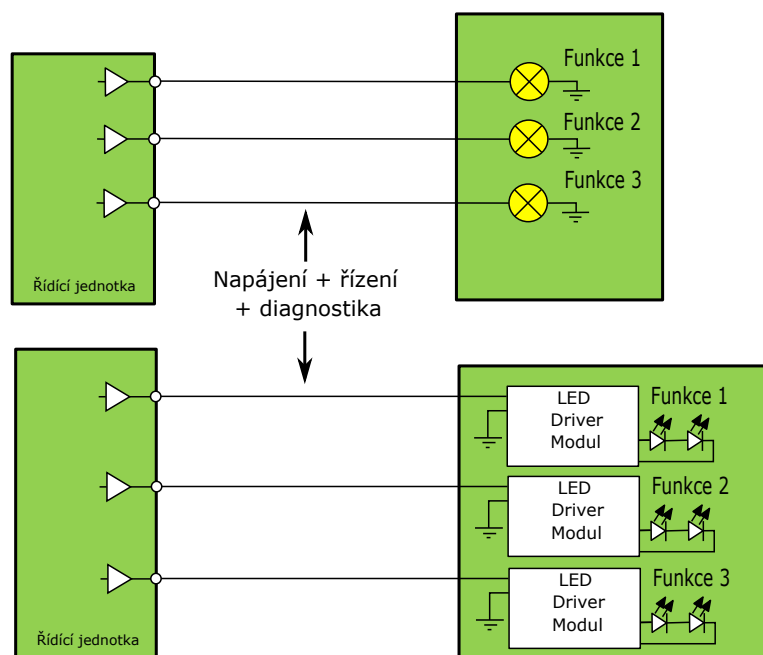 Funkce 1
Funkce 2
Funkce 3
Řídící jednotka
Napájení + řízení
+ diagnostika
LED
Driver
Modul
Funkce 1
LED
Driver
Modul
Funkce 2
LED
Driver
Modul
Funkce 3
Řídící jednotka